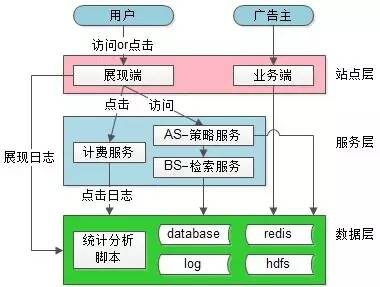 用户
广告主
访问or点击
展现端
业务端
站点层
点击
访问
AS-策略服务
服务层
计费服务
BS-检索服务
展现日志
点击日志
统计分析
脚本
database
redis
数据层
log
hdfs